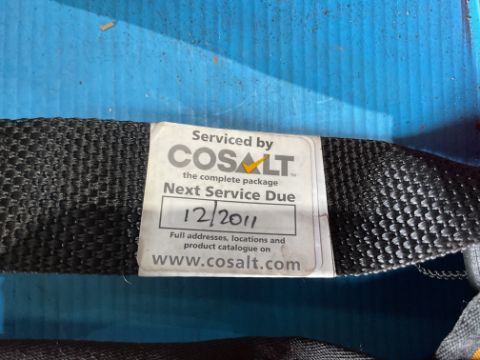 Serviced by
COSALT™
the complete package
Next Service Due
12/2011
Full addresses, locations and
product catalogue on
www.cosalt.com